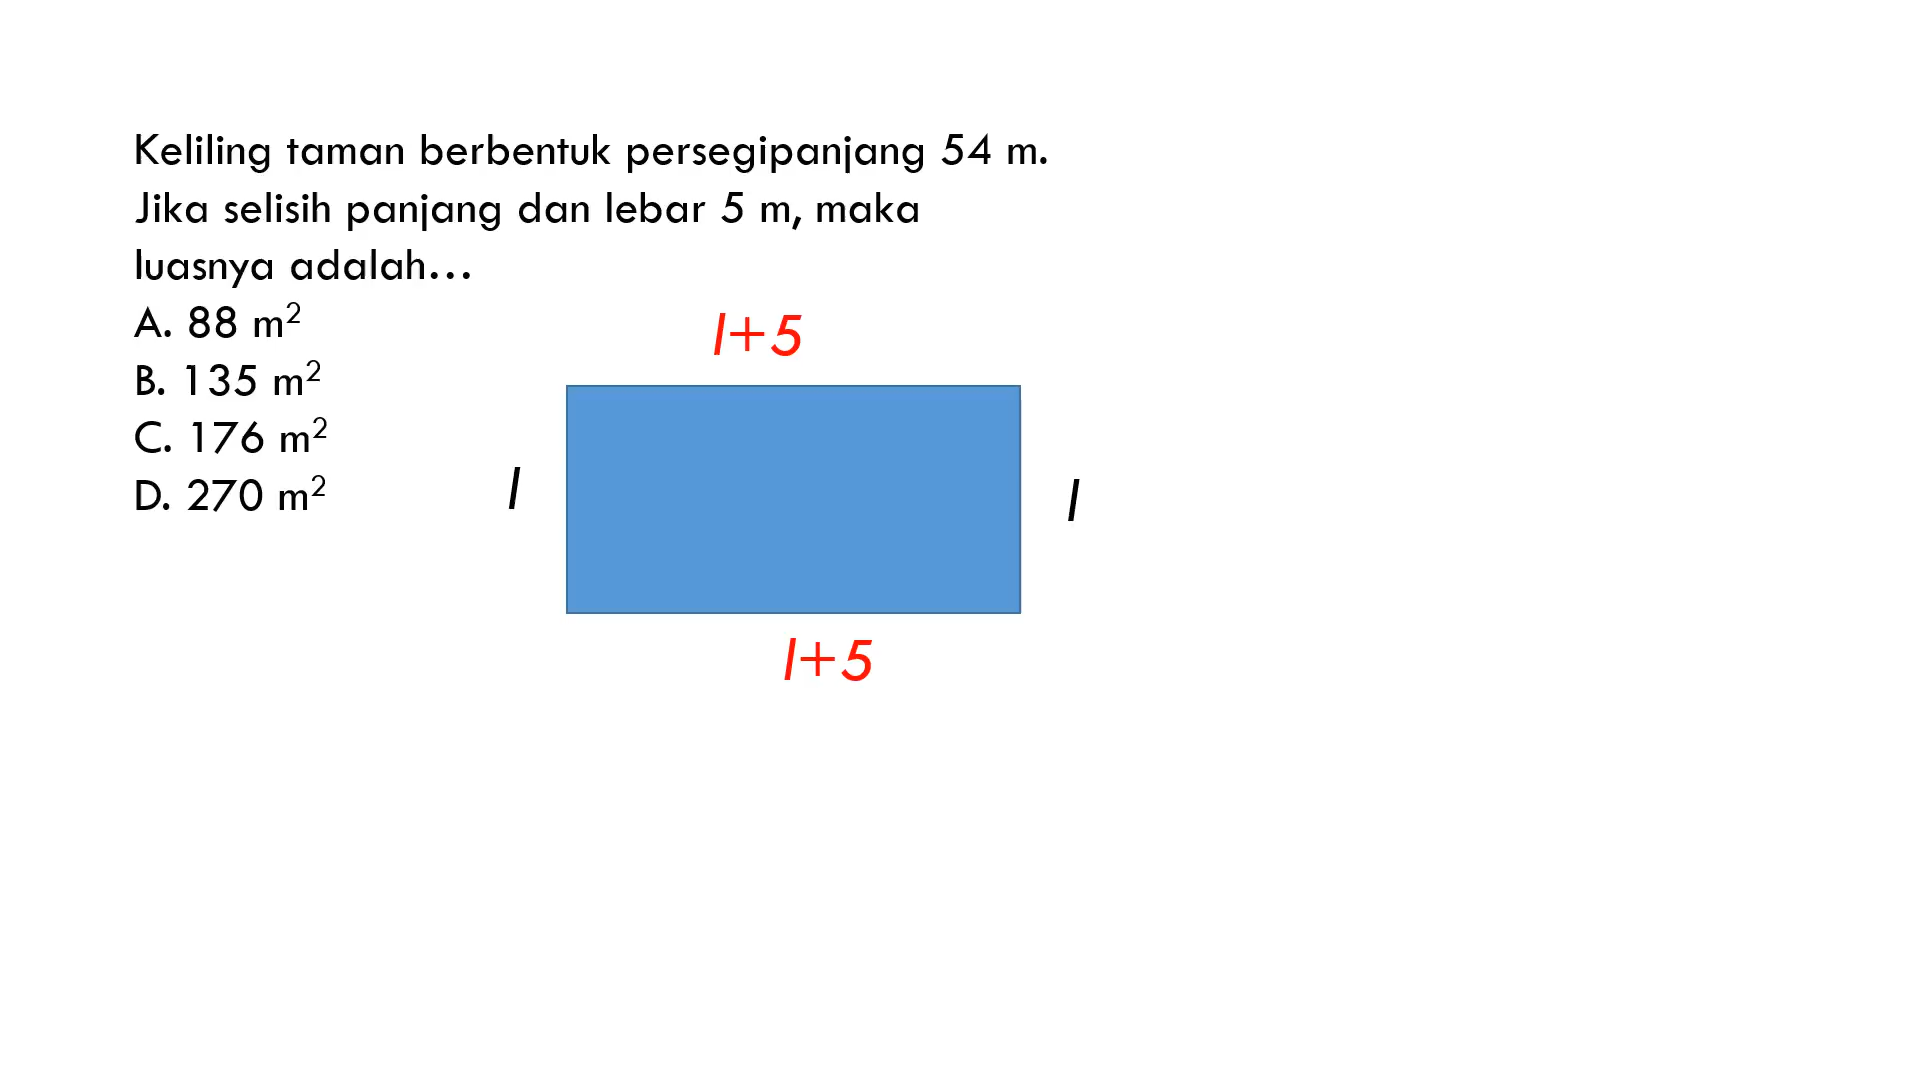 Keliling taman berbentuk persegipanjang 54 m.
Jika selisih panjang dan lebar 5 m, maka
luasnya adalah…
A. 88 m²
B. 135 m²
C. 176 m²
D. 270 m²
l+5
l
l
l+5